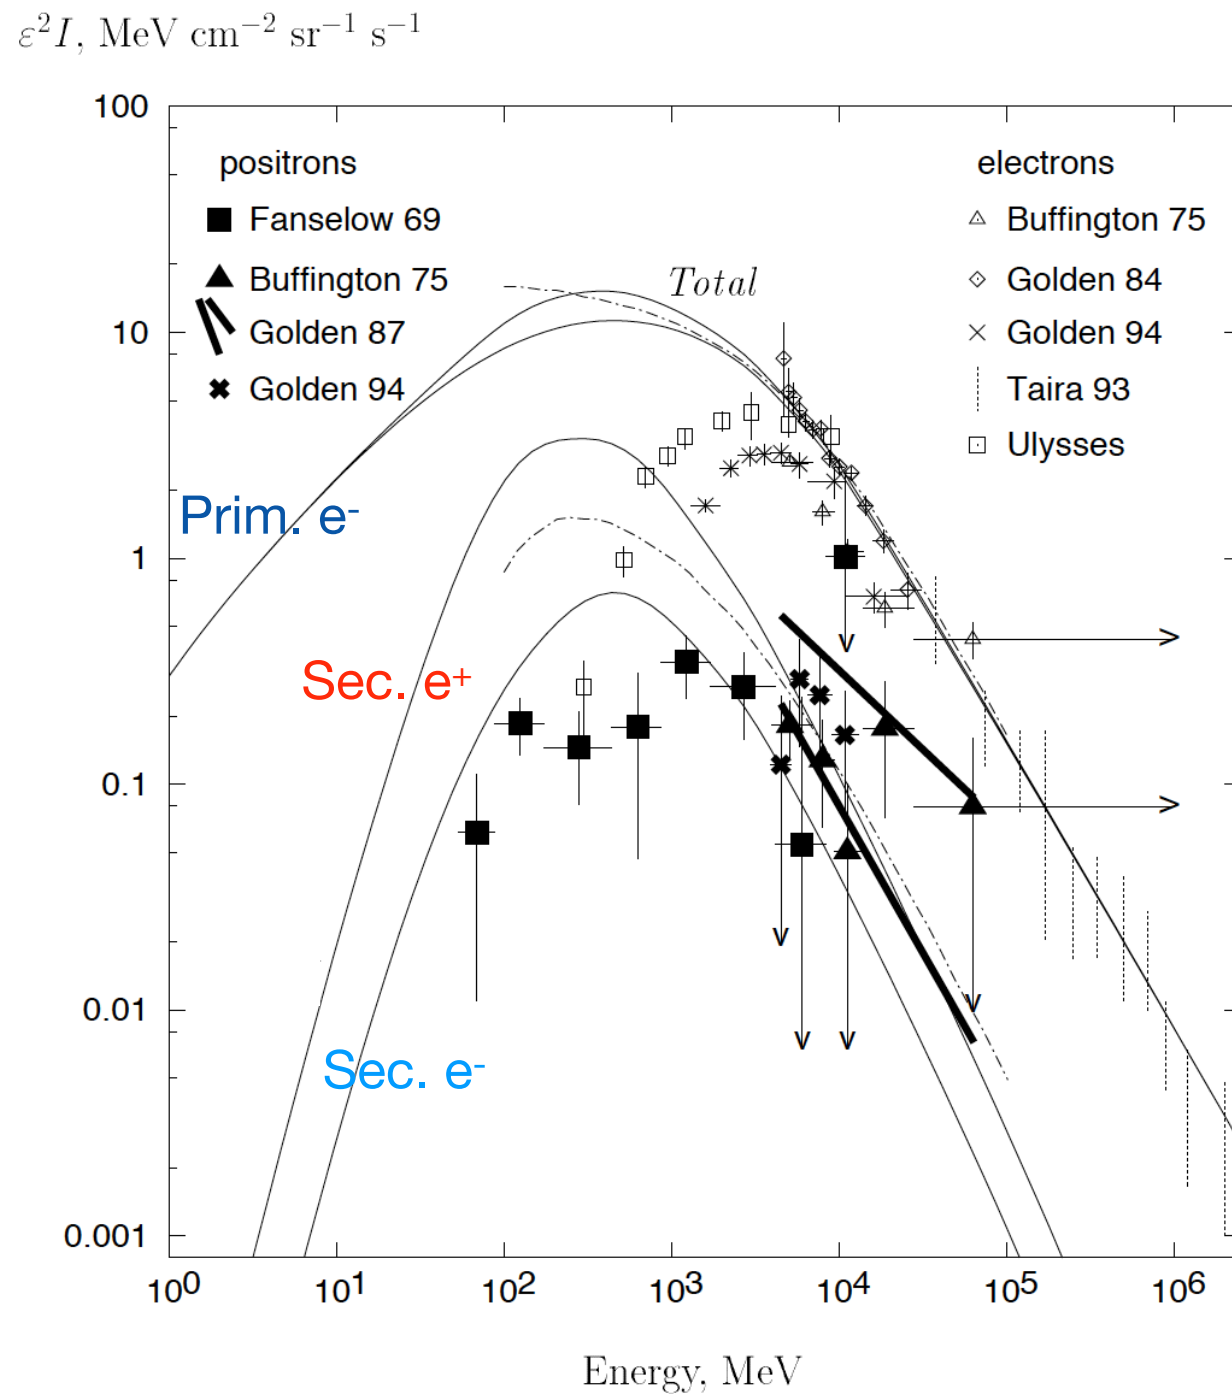 ε²I, MeV cm⁻² sr⁻¹ s⁻¹
100
positrons
electrons
Fanselow 69
Buffington 75
Buffington 75
Golden 84
Total
Golden 87
Golden 94
10
Golden 94
Taira 93
Ulysses
Prim. e⁻
1
Sec. e⁺
0.1
0.01
Sec. e⁻
0.001
10⁰ 10¹ 10² 10³ 10⁴ 10⁵ 10⁶
Energy, MeV